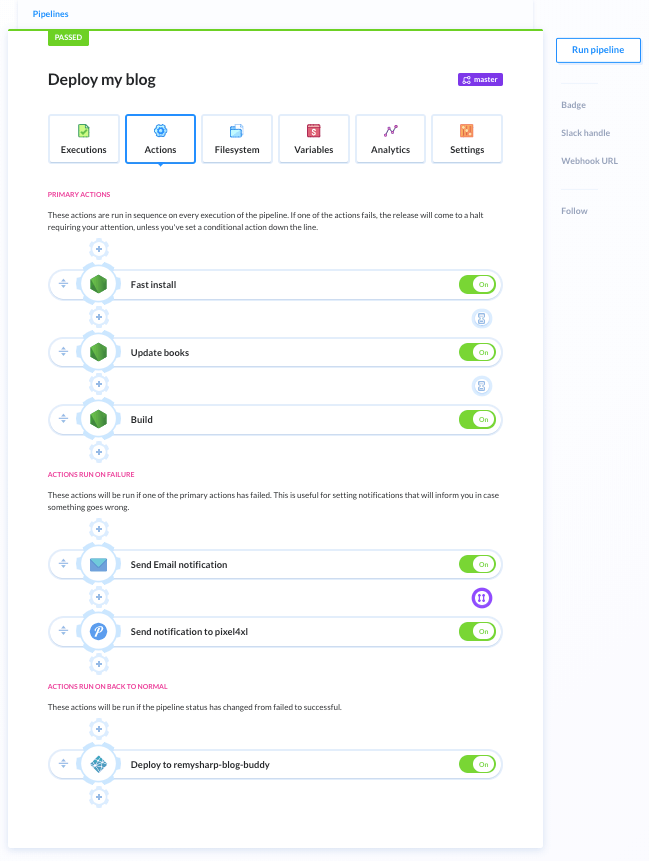 Pipelines
PASSED
Run pipeline
Deploy my blog
master
Badge
Slack handle
Webhook URL
Follow
Executions
Actions
Filesystem
Variables
Analytics
Settings
PRIMARY ACTIONS
These actions are run in sequence on every execution of the pipeline. If one of the actions fails, the release will come to a halt
requiring your attention, unless you've set a conditional action down the line.
Fast install
On
Update books
On
Build
On
ACTIONS RUN ON FAILURE
These actions will be run if one of the primary actions has failed. This is useful for setting notifications that will inform you in case
something goes wrong.
Send Email notification
On
Send notification to pixel4xl
On
ACTIONS RUN ON BACK TO NORMAL
These actions will be run if the pipeline status has changed from failed to successful.
Deploy to remysharp-blog-buddy
On